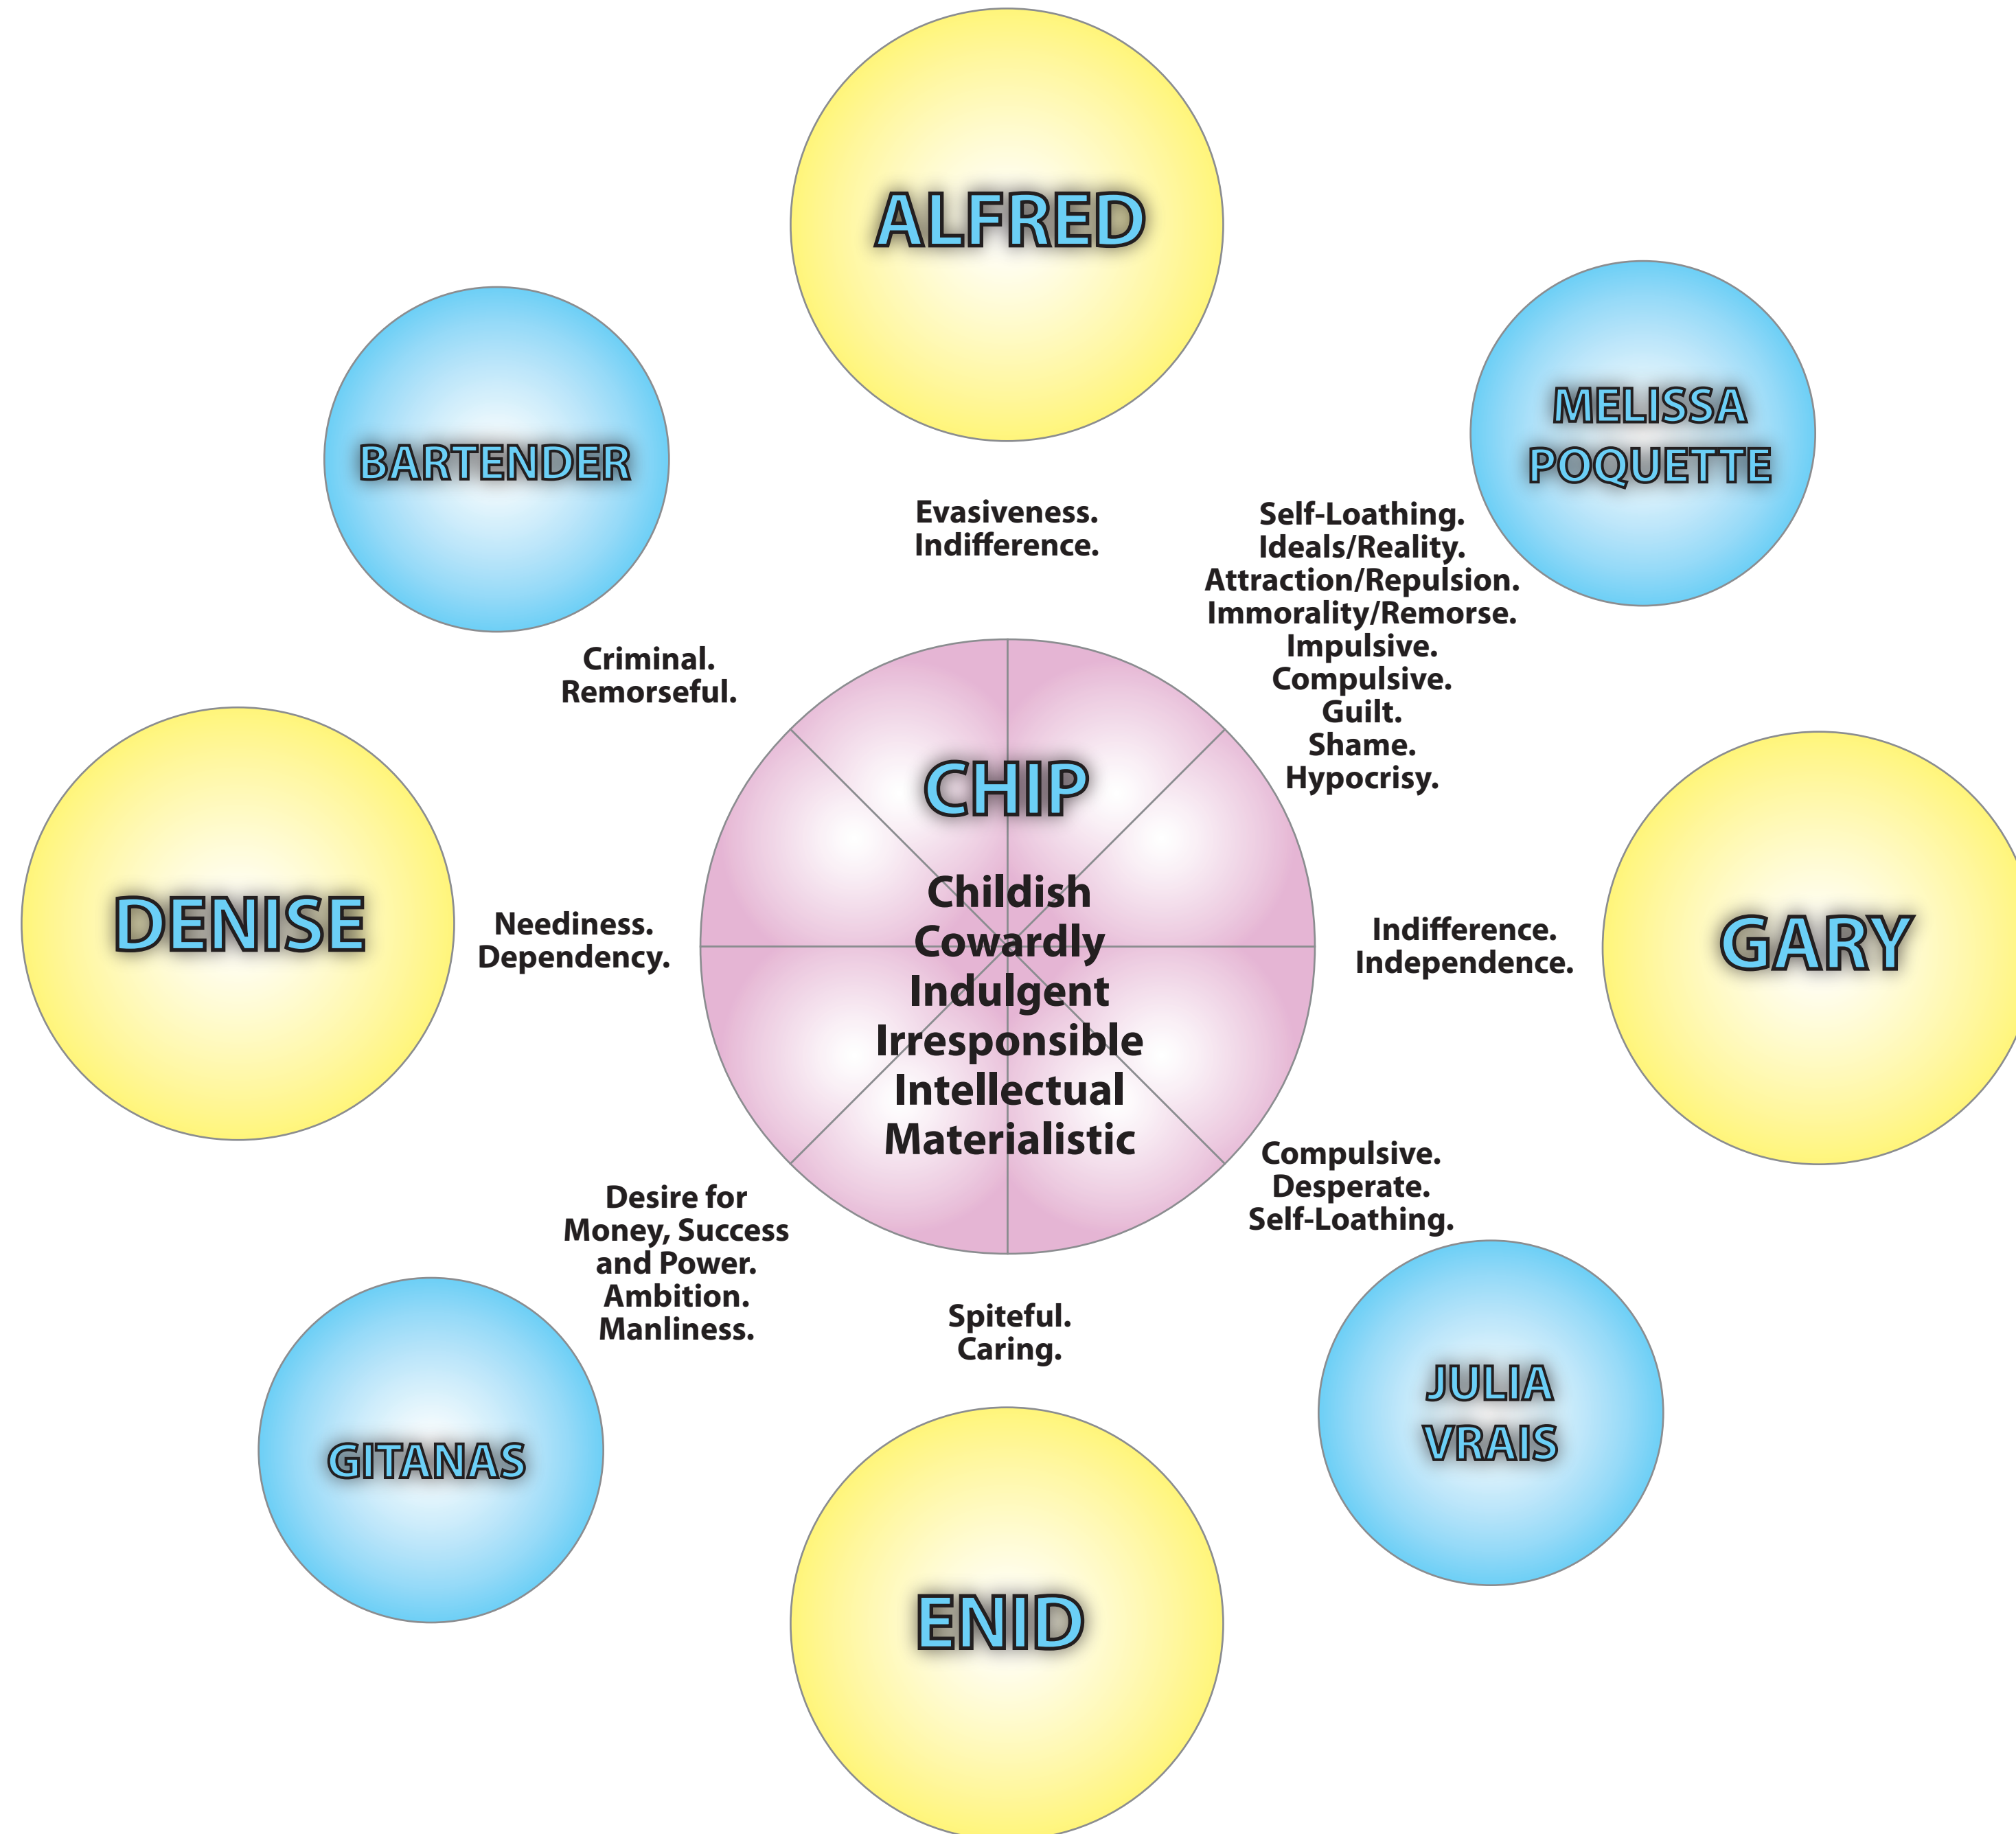 ALFRED
MELISSA
POQUETTE
BARTENDER
Evasiveness.
Indifference.
Self-Loathing.
Ideals/Reality.
Attraction/Repulsion.
Immorality/Remorse.
Impulsive.
Compulsive.
Guilt.
Shame.
Hypocrisy.
Criminal.
Remorseful.
CHIP
Childish
Cowardly
Indulgent
Irresponsible
Intellectual
Materialistic
DENISE
Neediness.
Dependency.
Indifference.
Independence.
GARY
Desire for
Money, Success
and Power.
Ambition.
Manliness.
Compulsive.
Desperate.
Self-Loathing.
Spiteful.
Caring.
GITANAS
JULIA
VRAIS
ENID